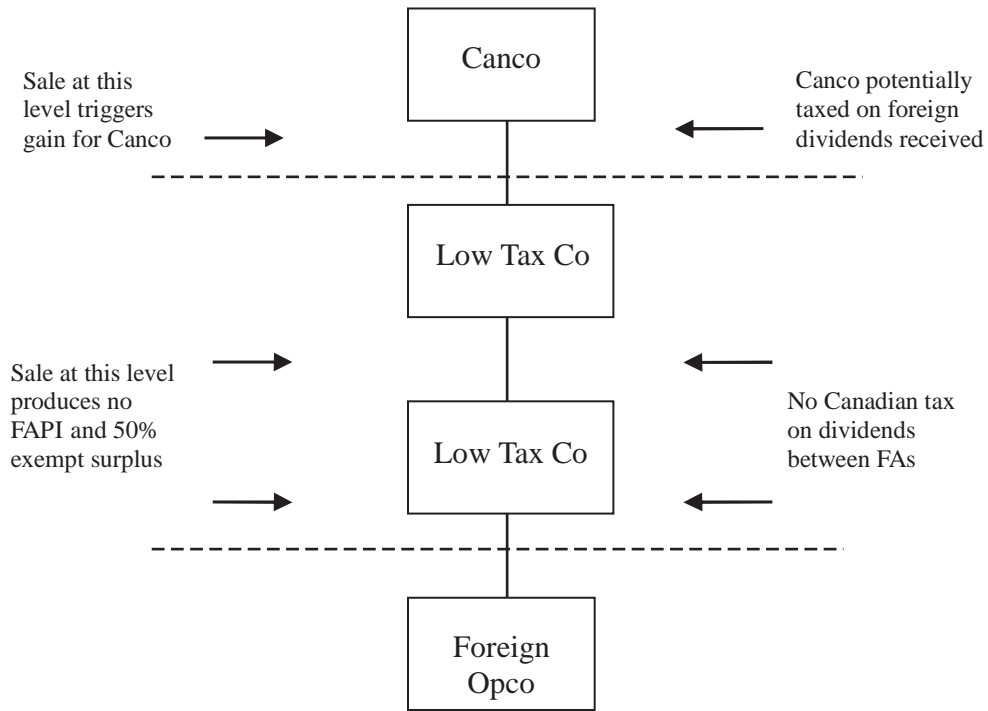 Canco
Sale at this
level triggers
gain for Canco
Canco potentially
taxed on foreign
dividends received
Low Tax Co
Sale at this level
produces no
FAPI and 50%
exempt surplus
Low Tax Co
No Canadian tax
on dividends
between FAs
Foreign
Opco